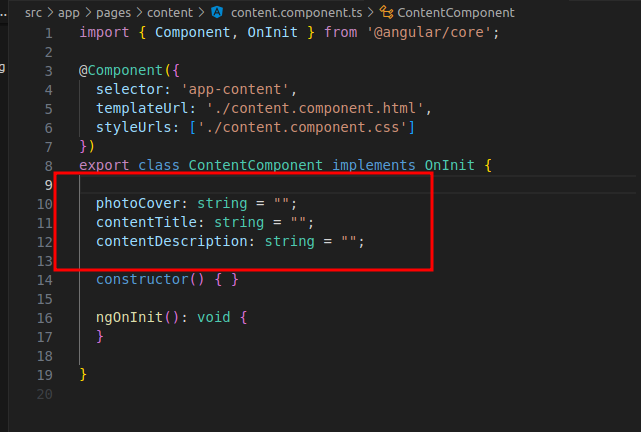 src > app > pages > content > content.component.ts > ContentComponent
1 import { Component, OnInit } from '@angular/core';
2
3 @Component({
4 selector: 'app-content',
5 templateUrl: './content.component.html',
6 styleUrls: ['./content.component.css']
7 })
8 export class ContentComponent implements OnInit {
9
10 photoCover: string = "";
11 contentTitle: string = "";
12 contentDescription: string = "";
13
14 constructor() { }
15
16 ngOnInit(): void {
17 }
18
19 }
20